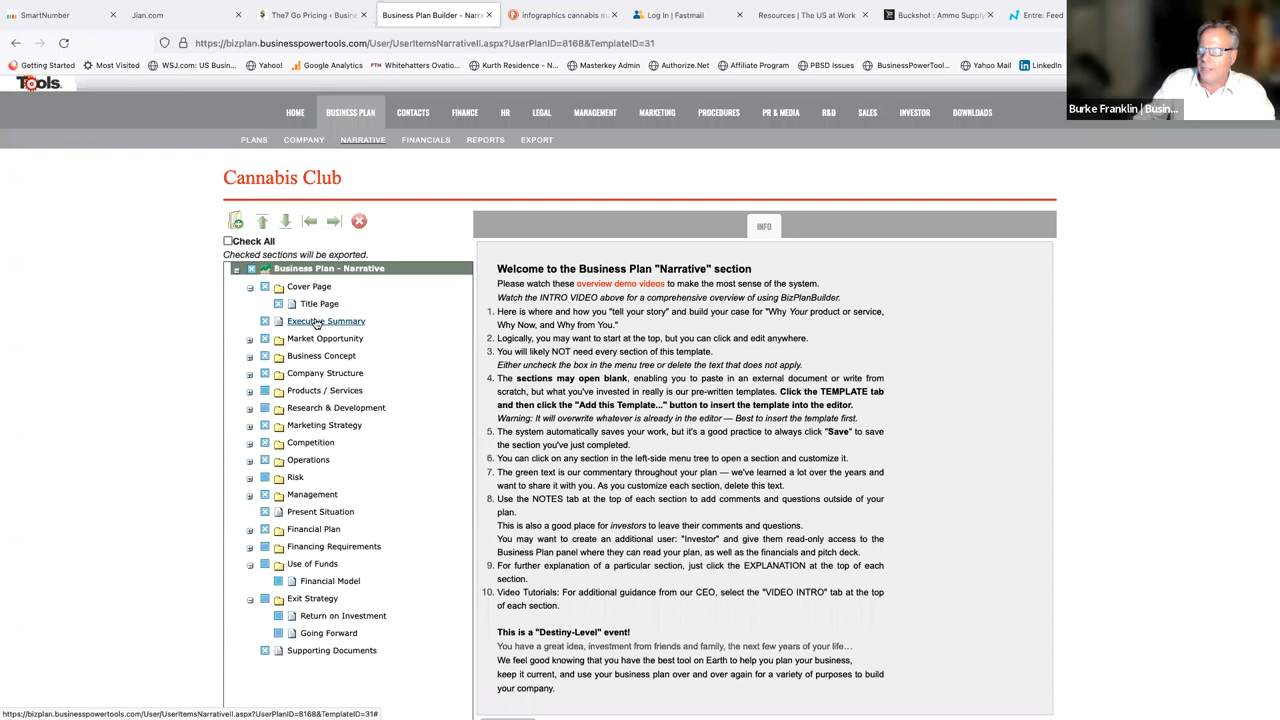 SmartNumber
Jian.com
The7 Go Pricing ‹ Busine
Business Plan Builder - Narr
infographics cannabis m
Log In | Fastmail
Resources | The US at Work
Buckshot : Ammo Supply
Entre: Feed
https://bizplan.businesspowertools.com/User/UserItemsNarrativeII.aspx?UserPlanID=8168&TemplateID=31
Getting Started
Most Visited
WSJ.com: US Busin...
Yahoo!
Google Analytics
FTH Whitehatters Ovatio...
Kurth Residence - N...
Masterkey Admin
Authorize.Net
Affiliate Program
PBSD Issues
BusinessPowerTool...
Yahoo Mail
LinkedIn
Tools
Burke Franklin | Busin...
HOME BUSINESS PLAN CONTACTS FINANCE HR LEGAL MANAGEMENT MARKETING PROCEDURES PR & MEDIA R&D SALES INVESTOR DOWNLOADS
PLANS COMPANY NARRATIVE FINANCIALS REPORTS EXPORT
Cannabis Club
Check All
Checked sections will be exported.
Business Plan - Narrative
Cover Page
Title Page
Executive Summary
Market Opportunity
Business Concept
Company Structure
Products / Services
Research & Development
Marketing Strategy
Competition
Operations
Risk
Management
Present Situation
Financial Plan
Financing Requirements
Use of Funds
Financial Model
Exit Strategy
Return on Investment
Going Forward
Supporting Documents
INFO
Welcome to the Business Plan "Narrative" section
Please watch these overview demo videos to make the most sense of the system.
Watch the INTRO VIDEO above for a comprehensive overview of using BizPlanBuilder.
1. Here is where and how you "tell your story" and build your case for "Why Your product or service,
Why Now, and Why from You."
2. Logically, you may want to start at the top, but you can click and edit anywhere.
3. You will likely NOT need every section of this template.
Either uncheck the box in the menu tree or delete the text that does not apply.
4. The sections may open blank, enabling you to paste in an external document or write from
scratch, but what you've invested in really is our pre-written templates. Click the TEMPLATE tab
and then click the "Add this Template..." button to insert the template into the editor.
Warning: It will overwrite whatever is already in the editor — Best to insert the template first.
5. The system automatically saves your work, but it's a good practice to always click "Save" to save
the section you've just completed.
6. You can click on any section in the left-side menu tree to open a section and customize it.
7. The green text is our commentary throughout your plan — we've learned a lot over the years and
want to share it with you. As you customize each section, delete this text.
8. Use the NOTES tab at the top of each section to add comments and questions outside of your
plan.
This is also a good place for investors to leave their comments and questions.
You may want to create an additional user: "Investor" and give them read-only access to the
Business Plan panel where they can read your plan, as well as the financials and pitch deck.
9. For further explanation of a particular section, just click the EXPLANATION at the top of each
section.
10. Video Tutorials: For additional guidance from our CEO, select the "VIDEO INTRO" tab at the top
of each section.
This is a "Destiny-Level" event!
You have a great idea, investment from friends and family, the next few years of your life…
We feel good knowing that you have the best tool on Earth to help you plan your business,
keep it current, and use your business plan over and over again for a variety of purposes to build
your company.
https://bizplan.businesspowertools.com/User/UserItemsNarrativeII.aspx?UserPlanID=8168&TemplateID=31#